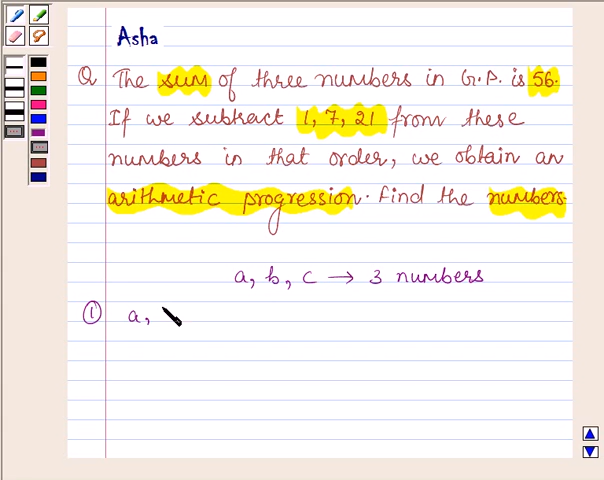 Asha
Q The sum of three numbers in G.P. is 56.
If we subtract 1, 7, 21 from these
numbers in that order, we obtain an
arithmetic progression. Find the numbers.
a, b, c → 3 numbers
① a,